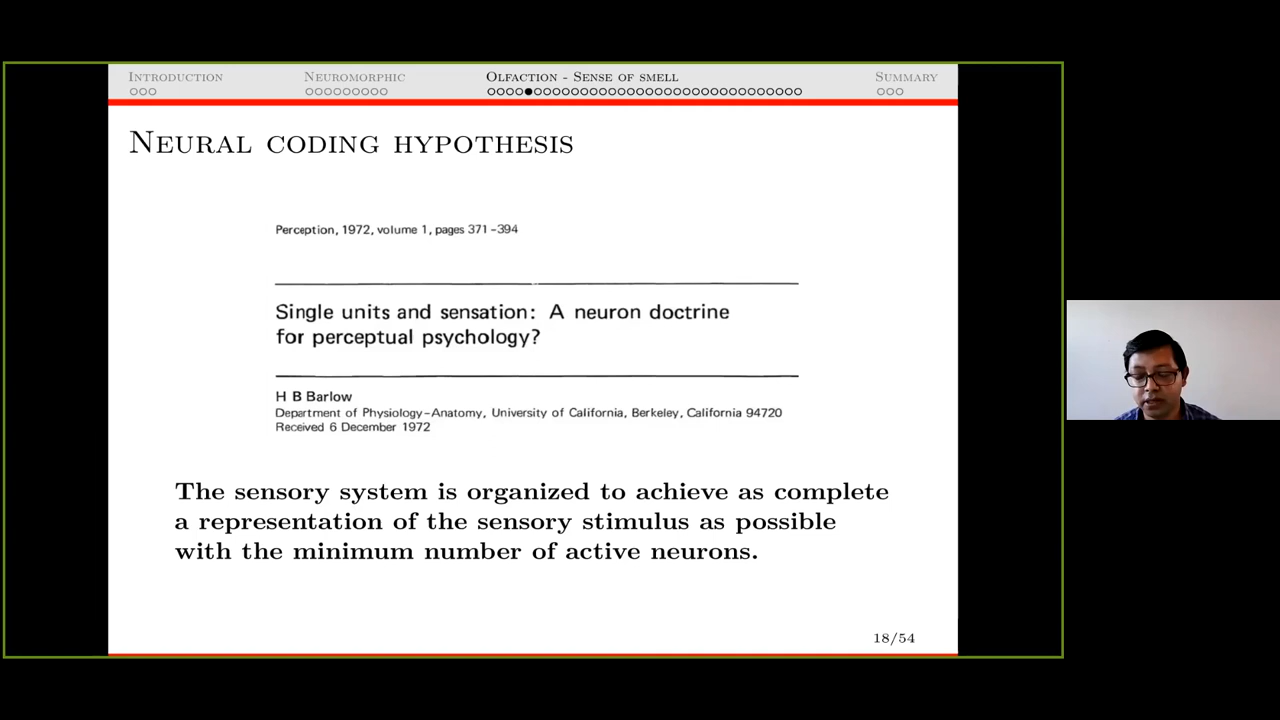 Introduction
Neuromorphic
Olfaction - Sense of smell
Summary
Neural coding hypothesis
Perception, 1972, volume 1, pages 371-394
Single units and sensation: A neuron doctrine
for perceptual psychology?
H B Barlow
Department of Physiology-Anatomy, University of California, Berkeley, California 94720
Received 6 December 1972
The sensory system is organized to achieve as complete
a representation of the sensory stimulus as possible
with the minimum number of active neurons.
18/54